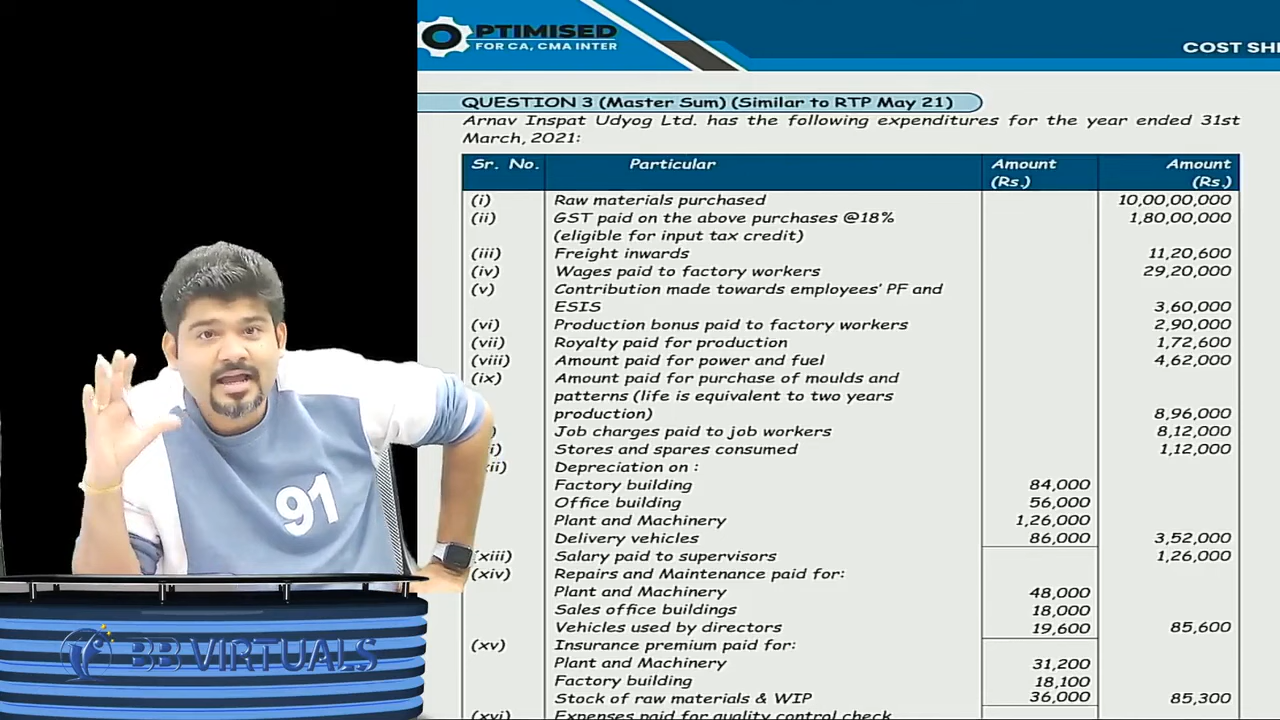 PTIMISED
FOR CA, CMA INTER
COST SH
QUESTION 3 (Master Sum) (Similar to RTP May 21)
Arnav Inspat Udyog Ltd. has the following expenditures for the year ended 31st
March, 2021:
Sr. No. Particular Amount (Rs.) Amount (Rs.)
(i) Raw materials purchased 10,00,00,000
(ii) GST paid on the above purchases @18% 1,80,00,000
(eligible for input tax credit)
(iii) Freight inwards 11,20,600
(iv) Wages paid to factory workers 29,20,000
(v) Contribution made towards employees' PF and
ESIS 3,60,000
(vi) Production bonus paid to factory workers 2,90,000
(vii) Royalty paid for production 1,72,600
(viii) Amount paid for power and fuel 4,62,000
(ix) Amount paid for purchase of moulds and
patterns (life is equivalent to two years
production) 8,96,000
Job charges paid to job workers 8,12,000
Stores and spares consumed 1,12,000
Depreciation on :
Factory building 84,000
Office building 56,000
Plant and Machinery 1,26,000
Delivery vehicles 86,000 3,52,000
(xiii) Salary paid to supervisors 1,26,000
(xiv) Repairs and Maintenance paid for:
Plant and Machinery 48,000
Sales office buildings 18,000
Vehicles used by directors 19,600 85,600
(xv) Insurance premium paid for:
Plant and Machinery 31,200
Factory building 18,100
Stock of raw materials & WIP 36,000 85,300
(xvi) Expenses paid for quality control check
91
BB VIRTUALS